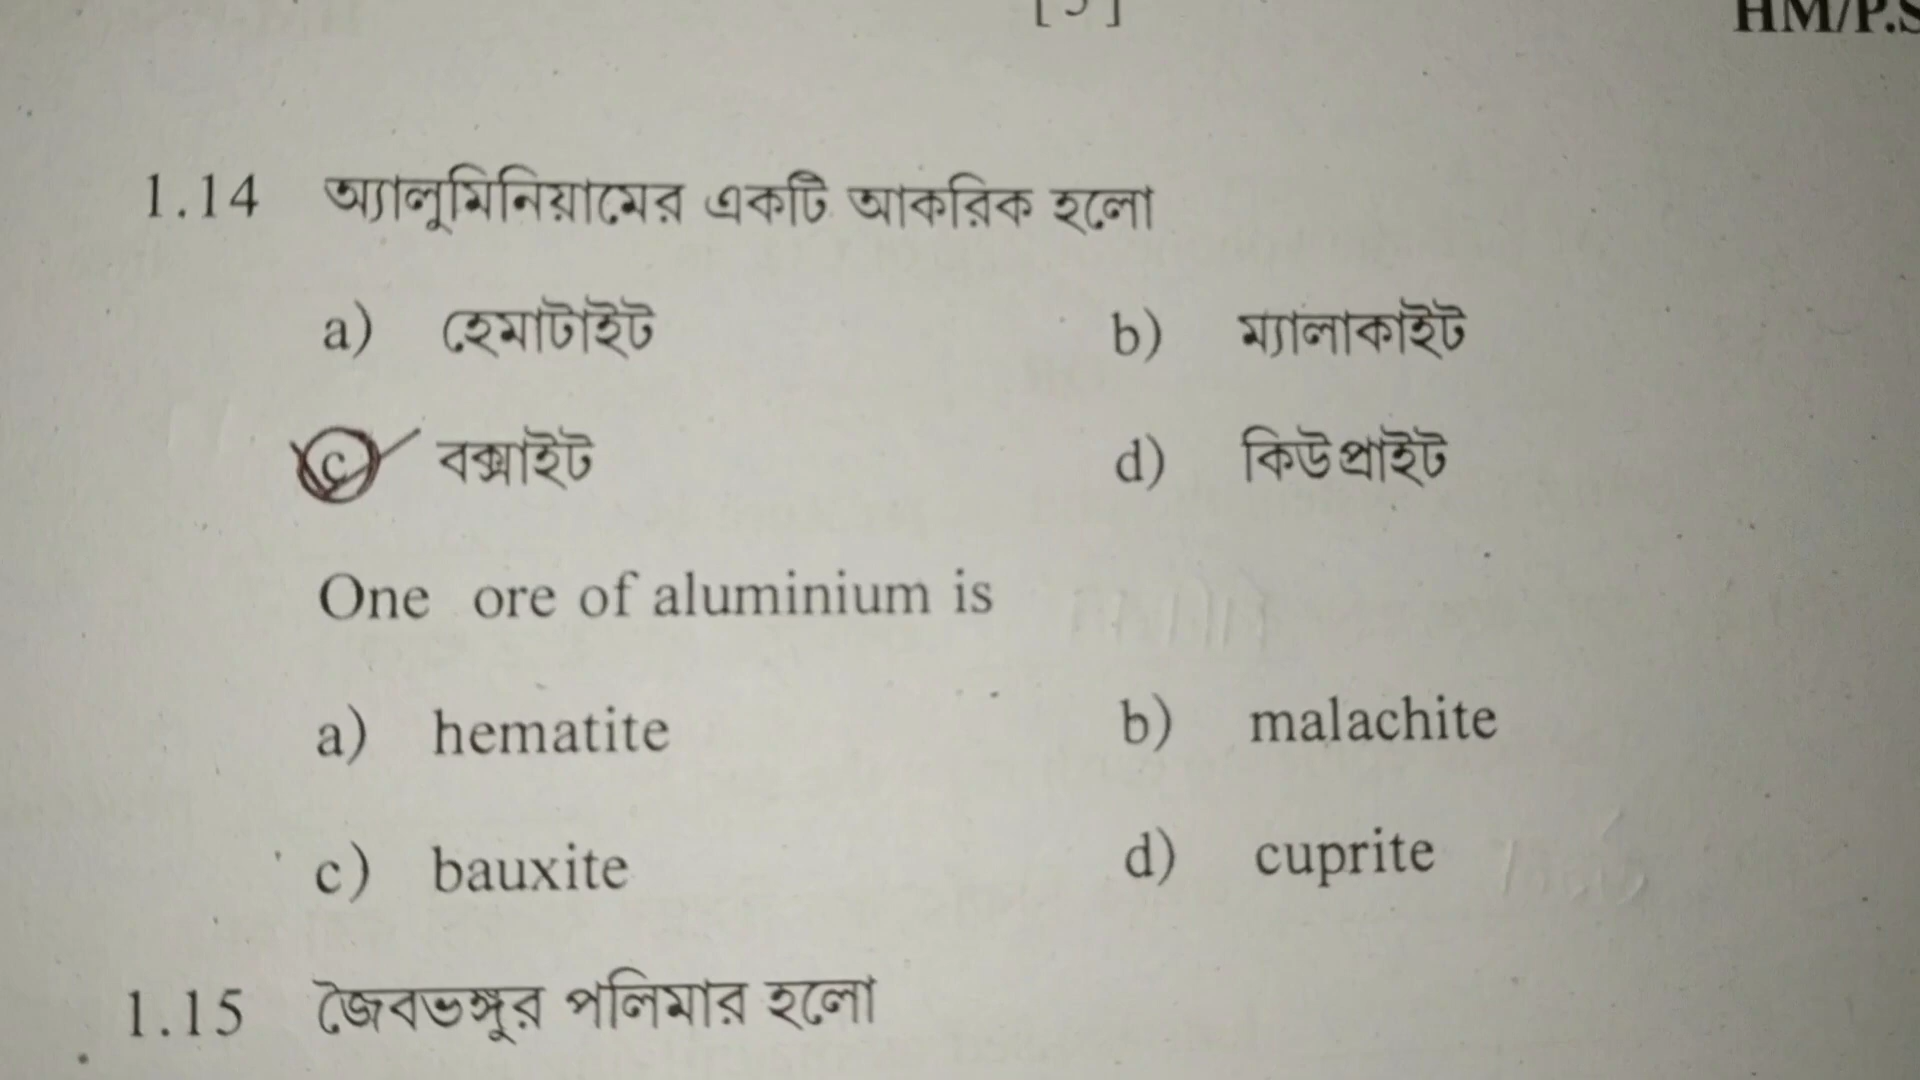 HM/P.S
1.14 অ্যালুমিনিয়ামের একটি আকরিক হলো
a) হেমাটাইট b) ম্যালাকাইট
c) বক্সাইট d) কিউপ্রাইট
One ore of aluminium is
a) hematite b) malachite
c) bauxite d) cuprite
1.15 জৈবভঙ্গুর পলিমার হলো